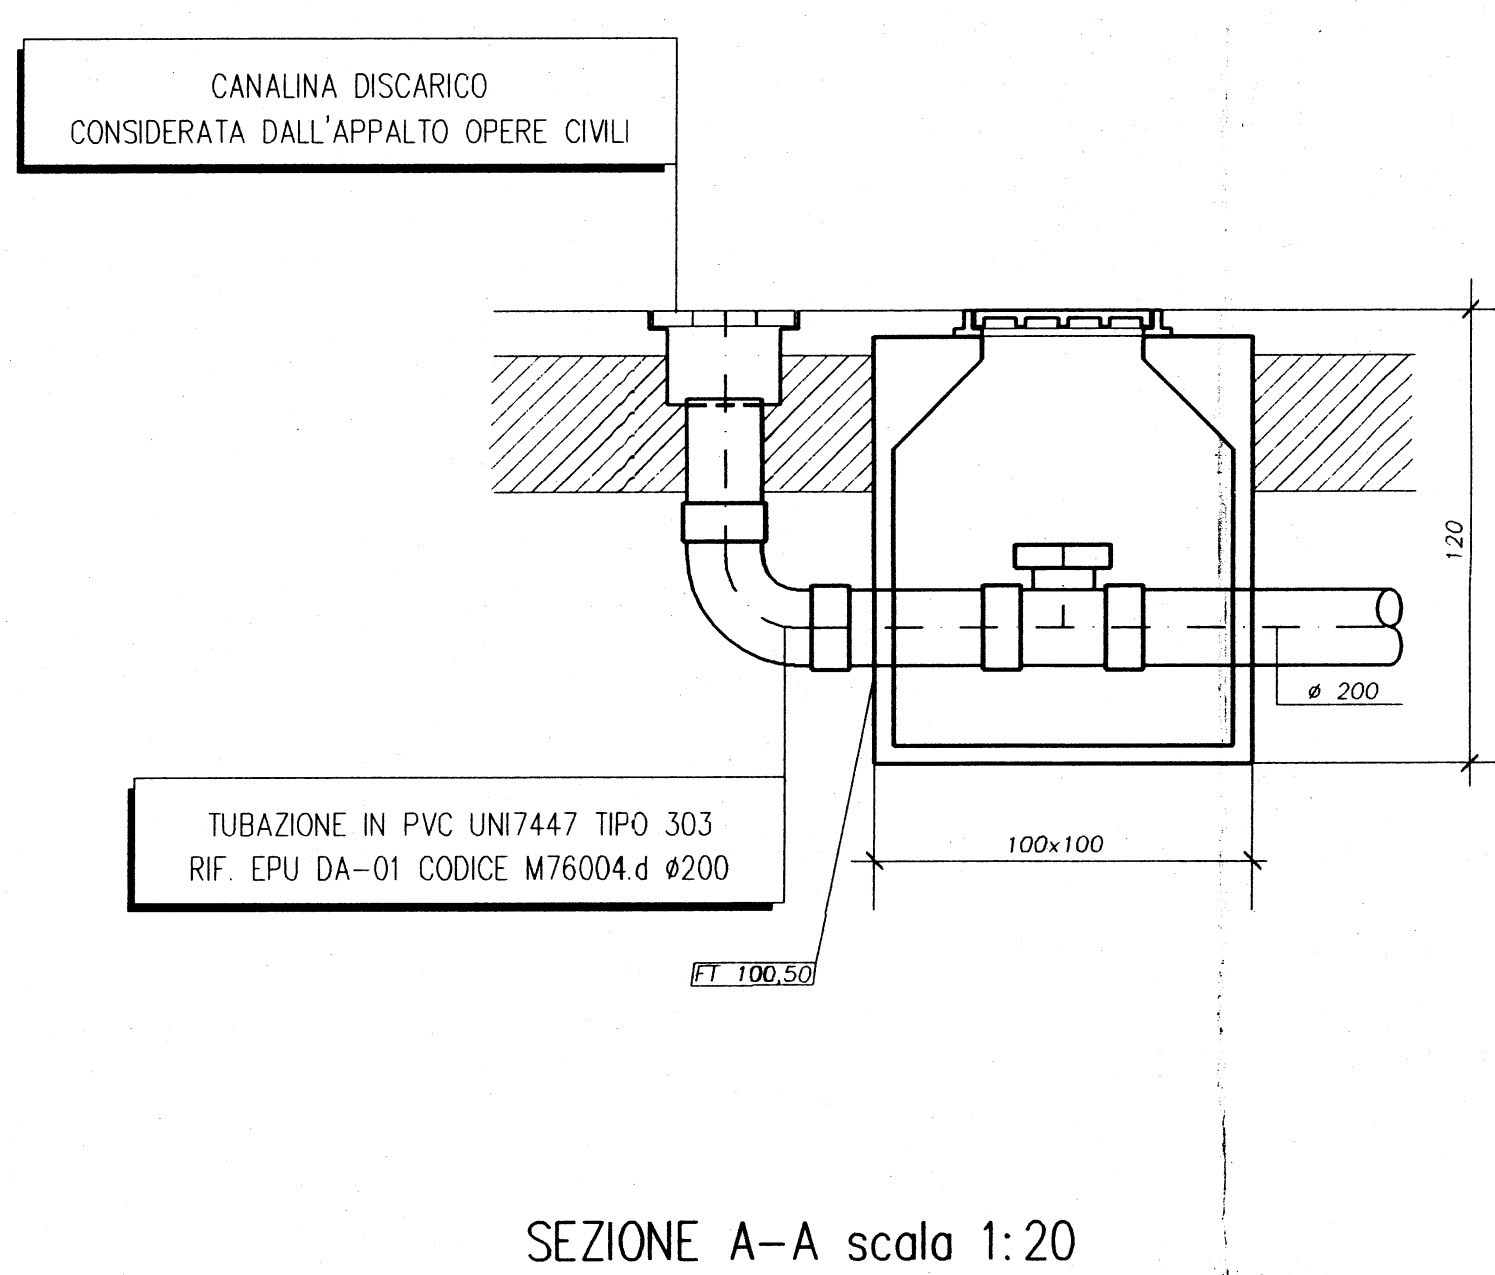 CANALINA DISCARICO
CONSIDERATA DALL'APPALTO OPERE CIVILI
120
ø 200
TUBAZIONE IN PVC UNI7447 TIPO 303
RIF. EPU DA-01 CODICE M76004.d ø200
100x100
FT 100,50
SEZIONE A-A scala 1:20